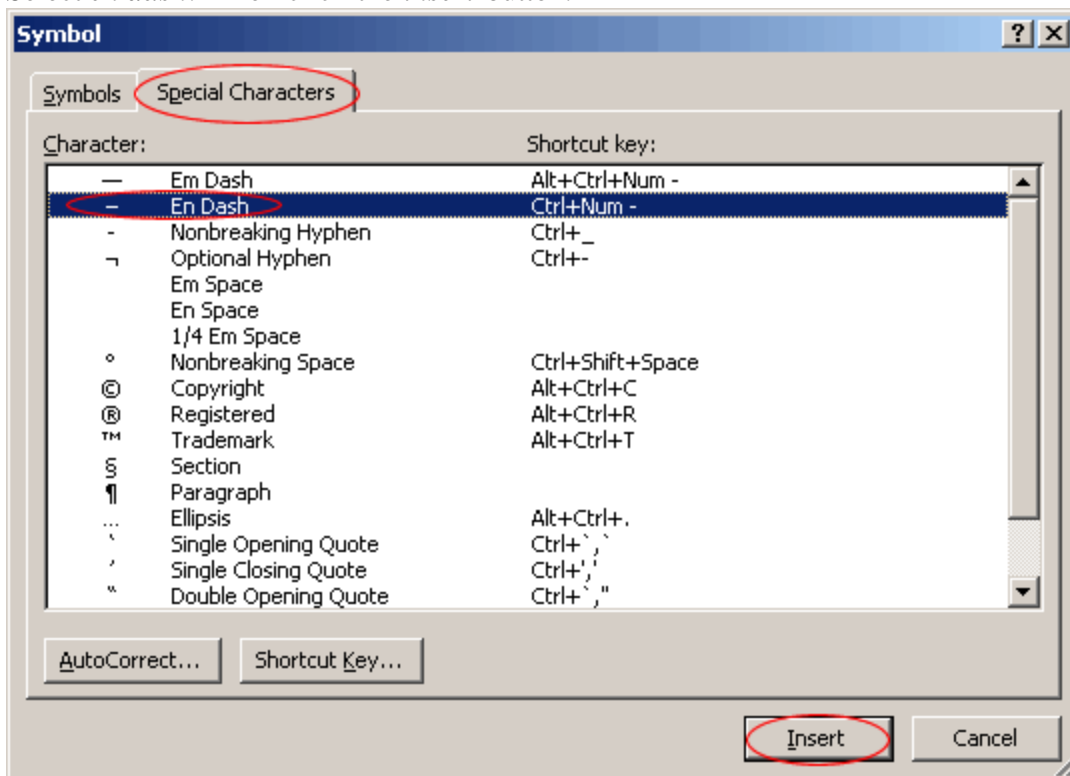 Symbol
Symbols Special Characters
Character: Shortcut key:
— Em Dash Alt+Ctrl+Num -
– En Dash Ctrl+Num -
- Nonbreaking Hyphen Ctrl+_
¬ Optional Hyphen Ctrl+-
Em Space
En Space
1/4 Em Space
° Nonbreaking Space Ctrl+Shift+Space
© Copyright Alt+Ctrl+C
® Registered Alt+Ctrl+R
™ Trademark Alt+Ctrl+T
§ Section
¶ Paragraph
… Ellipsis Alt+Ctrl+.
‘ Single Opening Quote Ctrl+`,`
’ Single Closing Quote Ctrl+','
“ Double Opening Quote Ctrl+`,"
AutoCorrect... Shortcut Key...
Insert Cancel